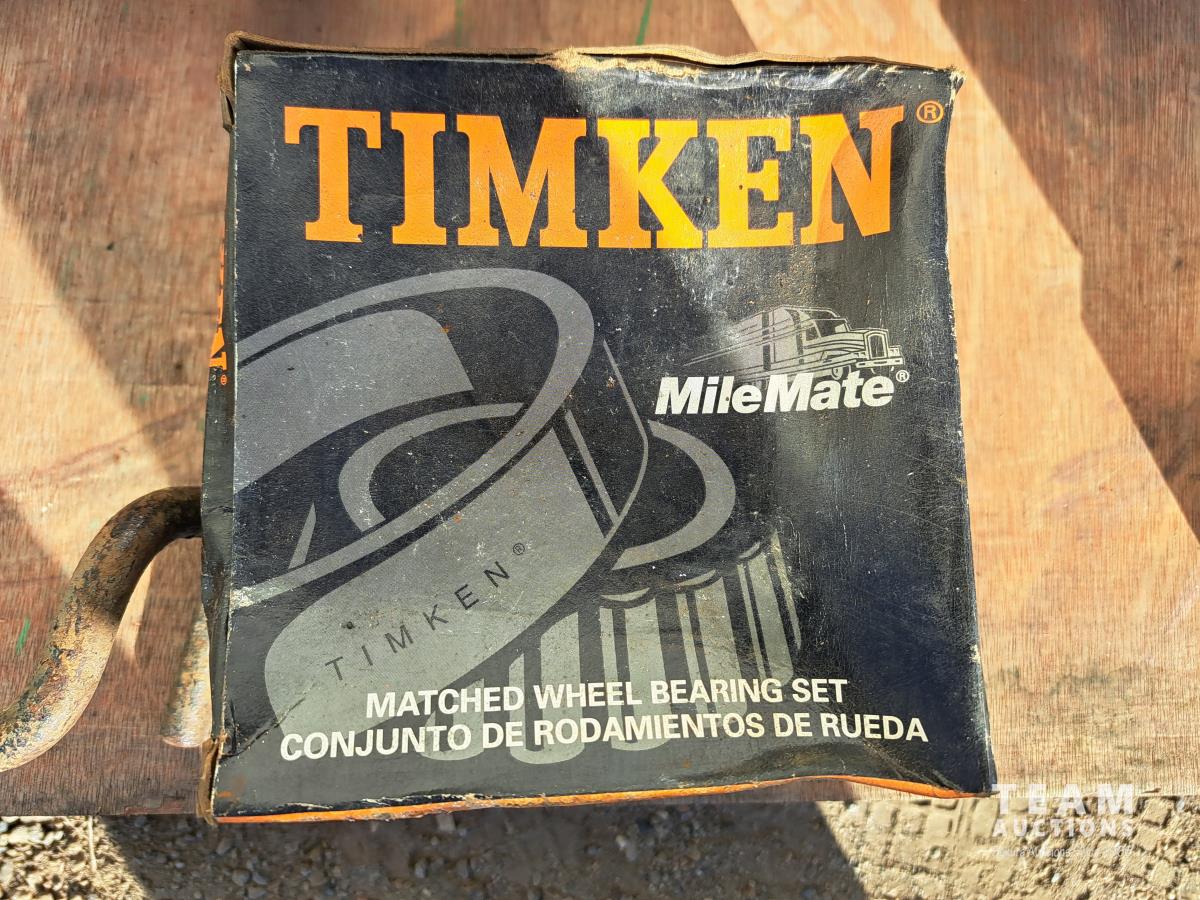 TIMKEN®
MileMate®
TIMKEN®
MATCHED WHEEL BEARING SET
CONJUNTO DE RODAMIENTOS DE RUEDA
TEAM
AUCTIONS